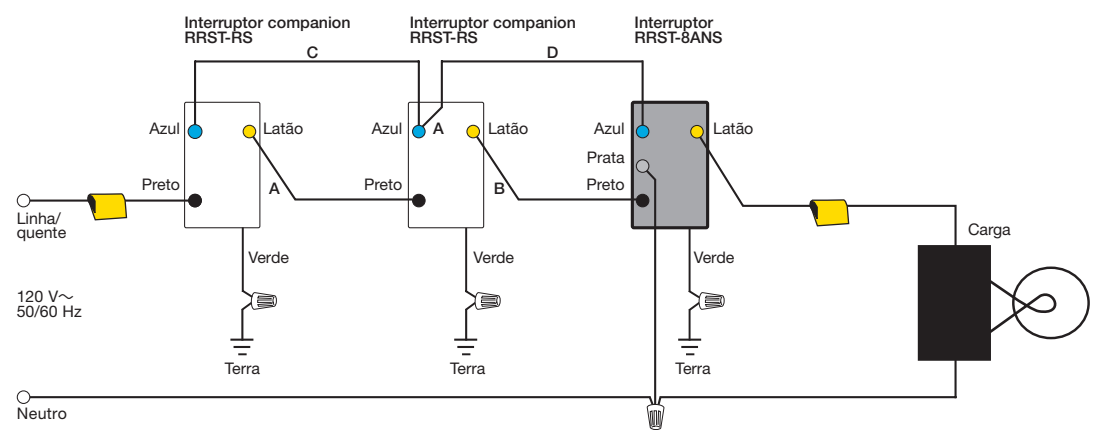 Interruptor companion
RRST-RS
Interruptor companion
RRST-RS
Interruptor
RRST-8ANS
C
D
Azul
Latão
Azul
A
Latão
Azul
Latão
Prata
Preto
A
Preto
B
Preto
Linha/
quente
Carga
Verde
Verde
Verde
120 V~
50/60 Hz
Terra
Terra
Terra
Neutro